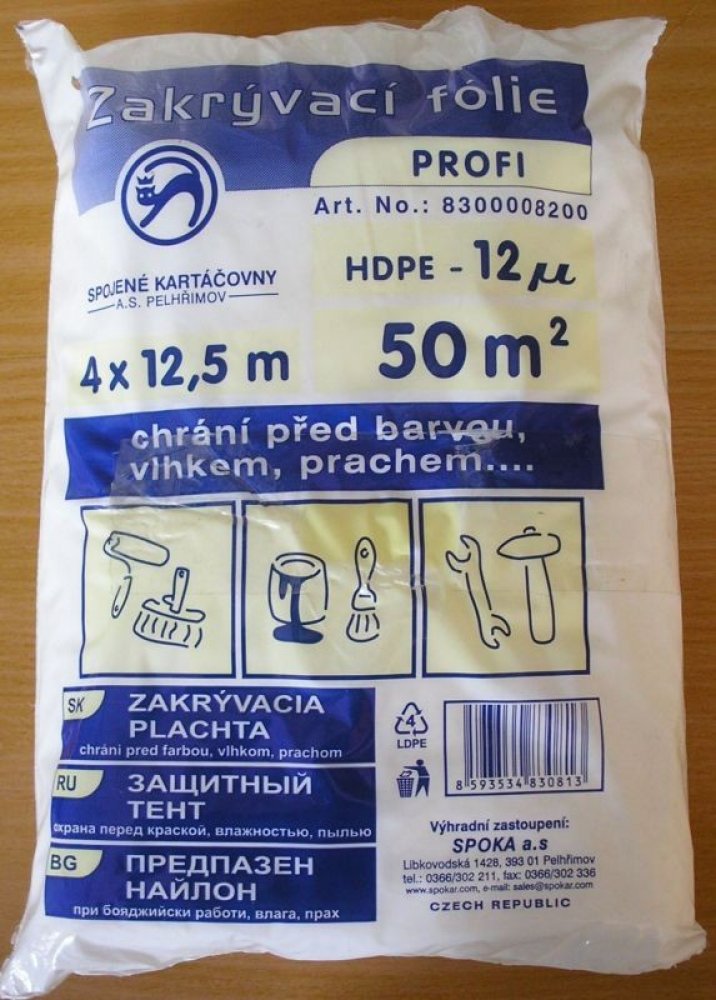 Zakrývací fólie
PROFI
Art. No.: 8300008200
HDPE - 12 µ
SPOJENÉ KARTÁČOVNY
A.S. PELHŘIMOV
4 x 12,5 m
50 m²
chrání před barvou,
vlhkem, prachem....
SK
ZAKRÝVACIA
PLACHTA
chráni pred farbou, vlhkom, prachom
RU
ЗАЩИТНЫЙ
ТЕНТ
охрана перед краской, влажностью, пылью
BG
ПРЕДПАЗЕН
НАЙЛОН
при бояджийски работи, влага, прах
4
LDPE
8 593534 830813
Výhradní zastoupení:
SPOKA a.s
Libkovodská 1428, 393 01 Pelhřimov
tel.: 0366/302 211, fax: 0366/302 336
www.spokar.com, e-mail: sales@spokar.com
CZECH REPUBLIC